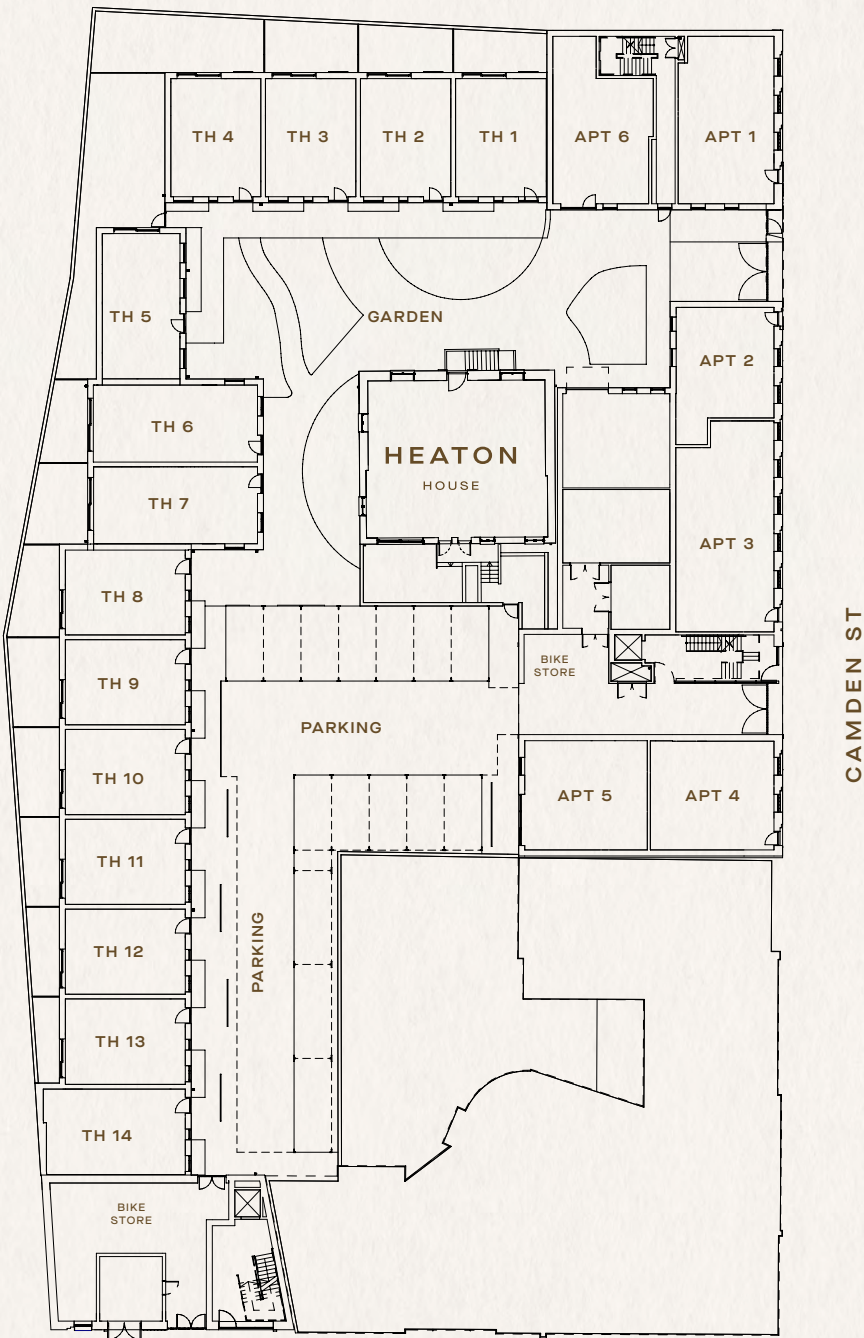 TH 4
TH 3
TH 2
TH 1
APT 6
APT 1
TH 5
GARDEN
APT 2
TH 6
HEATON
HOUSE
TH 7
APT 3
TH 8
CAMDEN ST
BIKE
STORE
TH 9
PARKING
TH 10
APT 5
APT 4
TH 11
PARKING
TH 12
TH 13
TH 14
BIKE
STORE